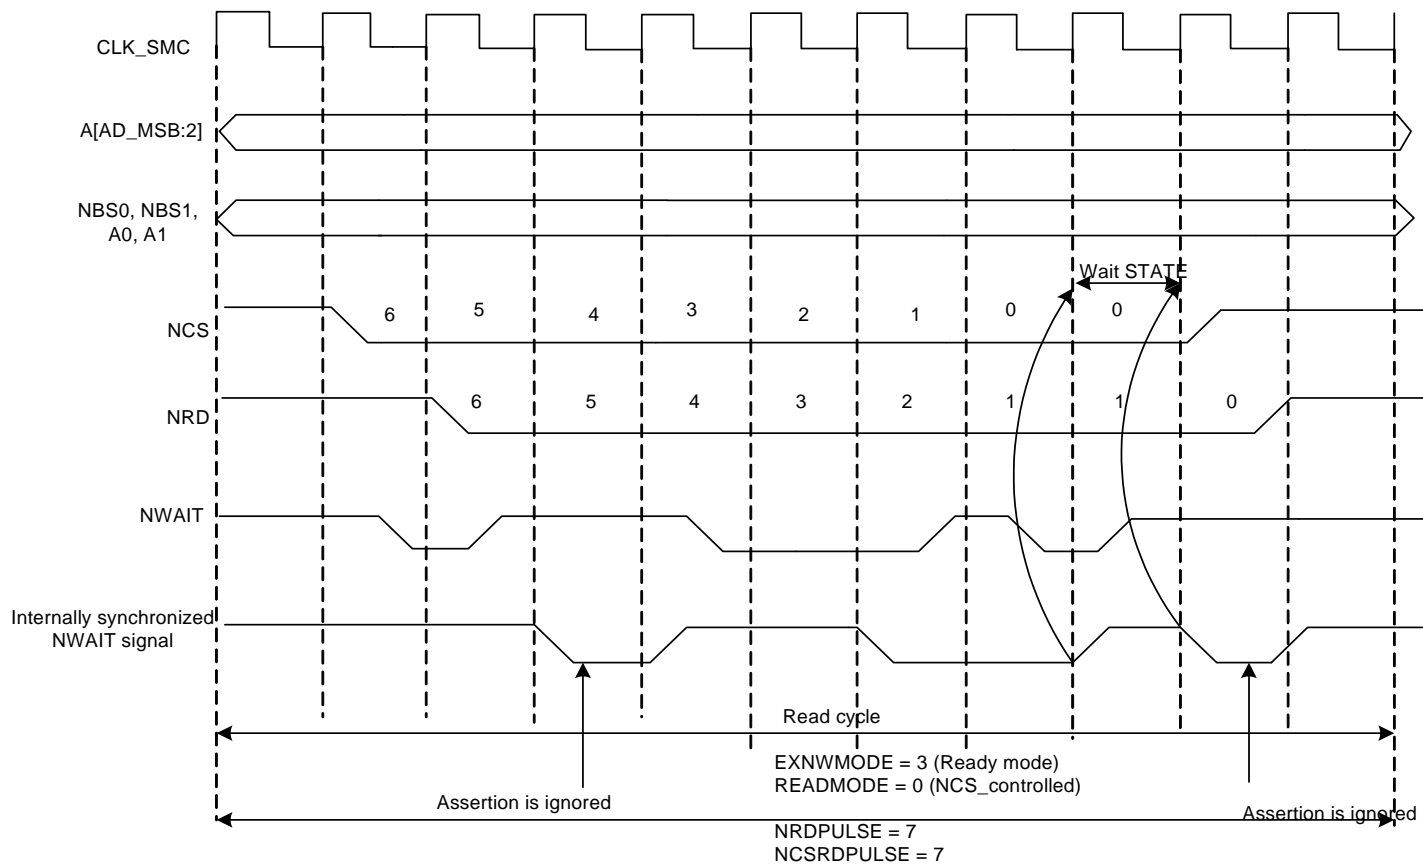 CLK_SMC
A[AD_MSB:2]
NBS0, NBS1,
A0, A1
Wait STATE
NCS
6 5 4 3 2 1 0 0
NRD
6 5 4 3 2 1 1 0
NWAIT
Internally synchronized
NWAIT signal
Read cycle
EXNWMODE = 3 (Ready mode)
READMODE = 0 (NCS_controlled)
Assertion is ignored
Assertion is ignored
NRDPULSE = 7
NCSRDPULSE = 7